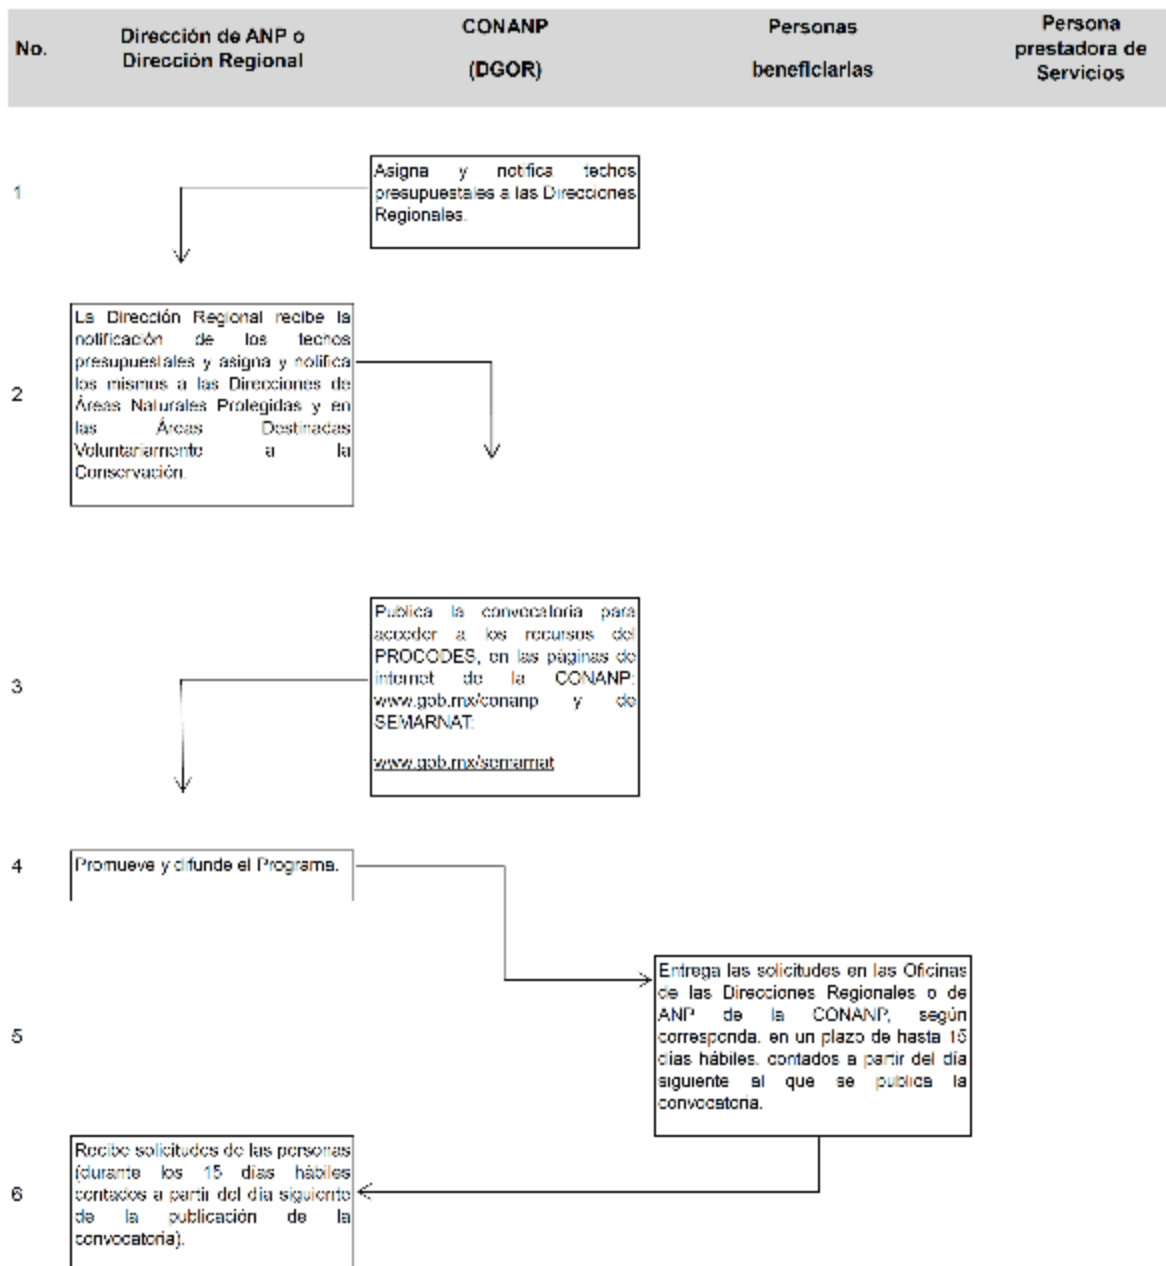 No.
Dirección de ANP o
Dirección Regional
CONANP
(DGOR)
Personas
beneficiarias
Persona
prestadora de
Servicios
1
Asigna y notifica techos
presupuestales a las Direcciones
Regionales.
2
La Dirección Regional recibe la
notificación de los techos
presupuestales y asigna y notifica
los mismos a las Direcciones de
Áreas Naturales Protegidas y en
las Áreas Destinadas
Voluntariamente a la
Conservación.
3
Publica la convocatoria para
acceder a los recursos del
PROCODES, en las páginas de
internet de la CONANP:
www.gob.mx/conanp y de
SEMARNAT:
www.gob.mx/semarnat
4
Promueve y difunde el Programa.
5
Entrega las solicitudes en las Oficinas
de las Direcciones Regionales o de
ANP de la CONANP, según
corresponda, en un plazo de hasta 15
días hábiles, contados a partir del día
siguiente al que se publica la
convocatoria.
6
Recibe solicitudes de las personas
(durante los 15 días hábiles
contados a partir del día siguiente
de la publicación de la
convocatoria).